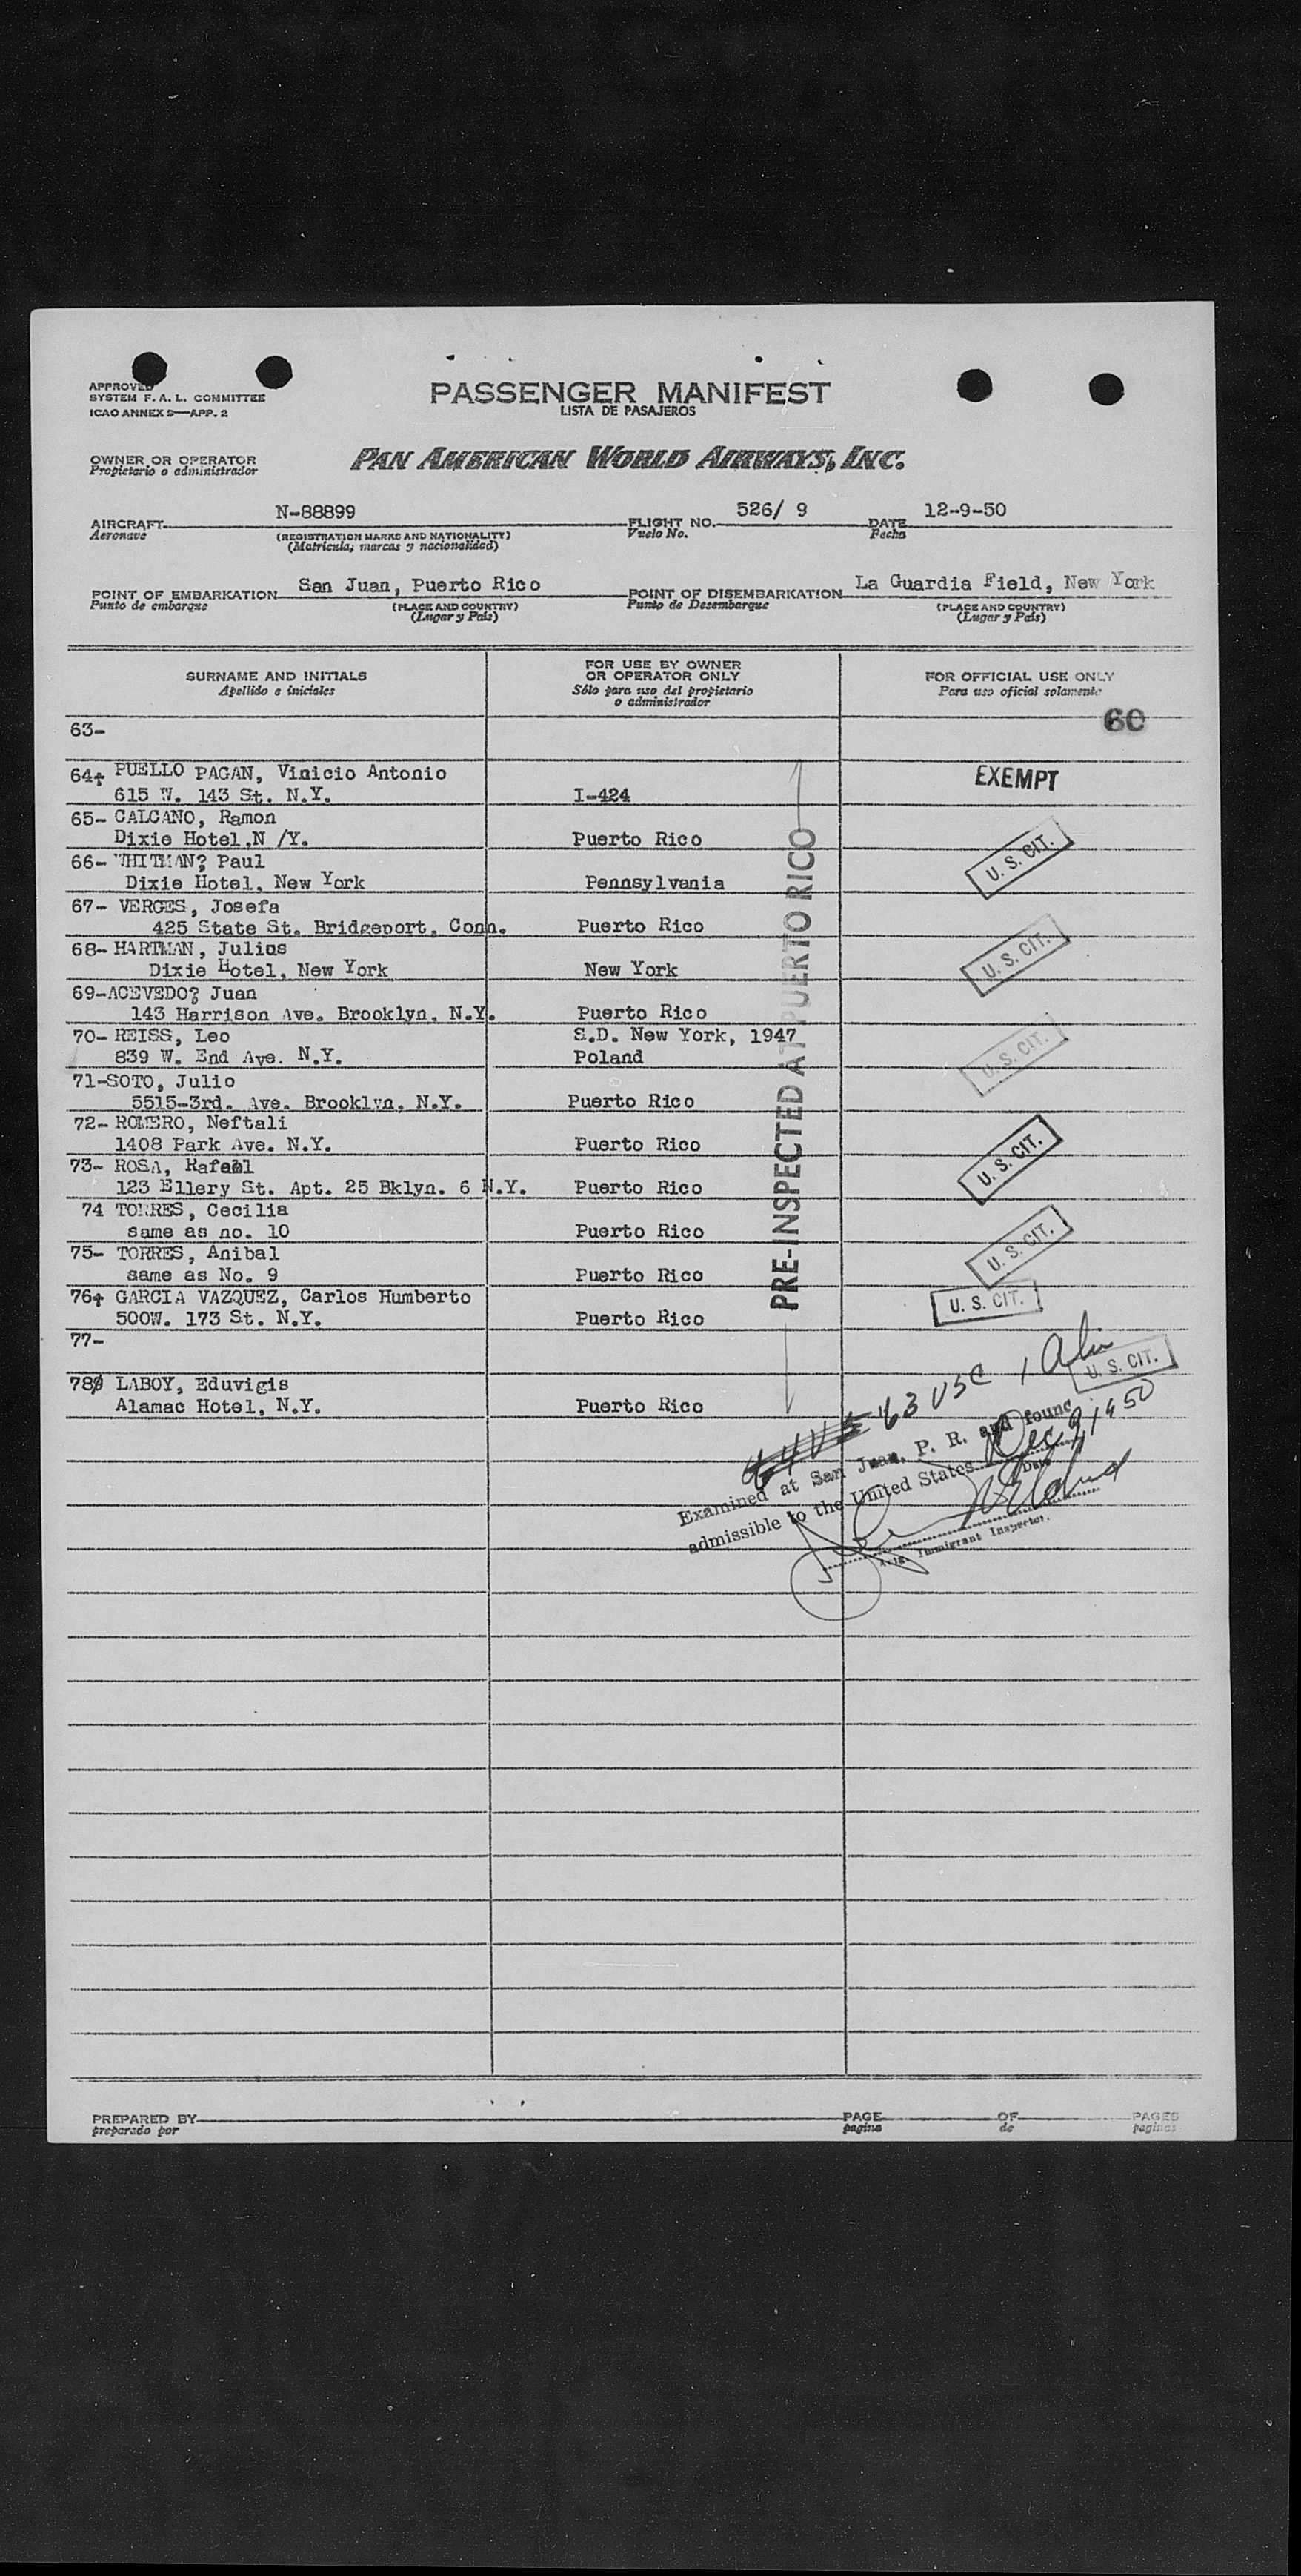 APPROVED
SYSTEM F. A. L. COMMITTEE
ICAO ANNEX 9—APP. 2
PASSENGER MANIFEST
LISTA DE PASAJEROS
OWNER OR OPERATOR
Propietario o administrador
PAN AMERICAN WORLD AIRWAYS, INC.
AIRCRAFT N-88899 FLIGHT NO. 526/ 9 DATE 12-9-50
Aeronave (REGISTRATION MARKS AND NATIONALITY) Vuelo No. Fecha
(Matrícula, marcas y nacionalidad)
POINT OF EMBARKATION San Juan, Puerto Rico POINT OF DISEMBARKATION La Guardia Field, New York
Punto de embarque (PLACE AND COUNTRY) Punto de Desembarque (PLACE AND COUNTRY)
(Lugar y País) (Lugar y País)
SURNAME AND INITIALS FOR USE BY OWNER OR OPERATOR ONLY FOR OFFICIAL USE ONLY
Apellido e iniciales Sólo para uso del propietario o administrador Para uso oficial solamente
60
63-
64+ PUELLO PAGAN, Vinicio Antonio EXEMPT
615 W. 143 St. N.Y. I-424
65- CALCANO, Ramon
Dixie Hotel,N /Y. Puerto Rico U. S. CIT.
66- WHITMAN? Paul
Dixie Hotel, New York Pennsylvania
67- VERGES, Josefa
425 State St. Bridgeport, Conn. Puerto Rico
68- HARTMAN, Julius U. S. CIT.
Dixie Hotel, New York New York
69-ACEVEDO? Juan
143 Harrison Ave. Brooklyn, N.Y. Puerto Rico
70- REISS, Leo S.D. New York, 1947
839 W. End Ave. N.Y. Poland U. S. CIT.
71-SOTO, Julio
5515-3rd. Ave. Brooklyn, N.Y. Puerto Rico
72- ROMERO, Neftali
1408 Park Ave. N.Y. Puerto Rico
73- ROSA, Rafael U. S. CIT.
123 Ellery St. Apt. 25 Bklyn. 6 N.Y. Puerto Rico
74 TORRES, Cecilia
same as no. 10 Puerto Rico
75- TORRES, Anibal U. S. CIT.
same as No. 9 Puerto Rico
76+ GARCIA VAZQUEZ, Carlos Humberto U. S. CIT.
500W. 173 St. N.Y. Puerto Rico
77-
U. S. CIT.
78 LABOY, Eduvigis
Alamac Hotel, N.Y. Puerto Rico
PRE-INSPECTED AT PUERTO RICO
63 USC 1 Alin
Examined at San Juan, P. R. and found
admissible to the United States Dec 9/1950
Date
Immigrant Inspector.
PREPARED BY PAGE OF PAGES
preparado por pagina de paginas